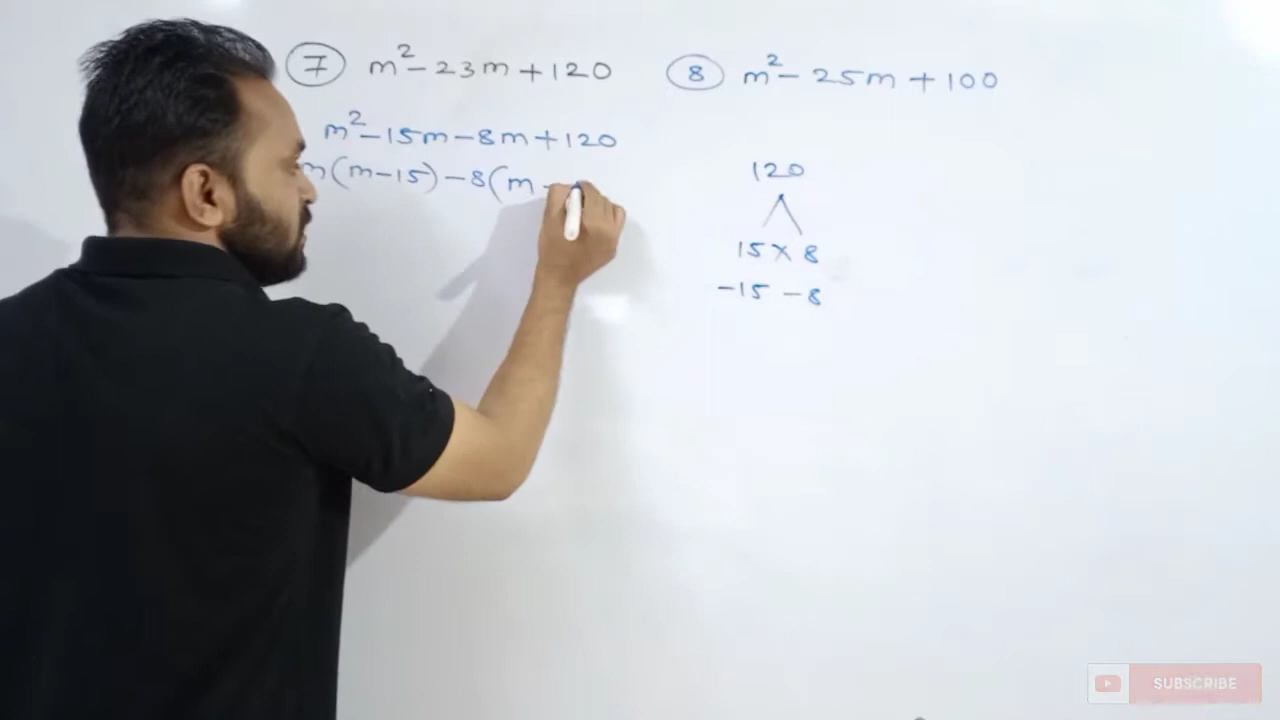 7 m² - 23m + 120
m² - 15m - 8m + 120
m(m - 15) - 8(m -
8 m² - 25m + 100
120
15 × 8
-15 - 8
SUBSCRIBE